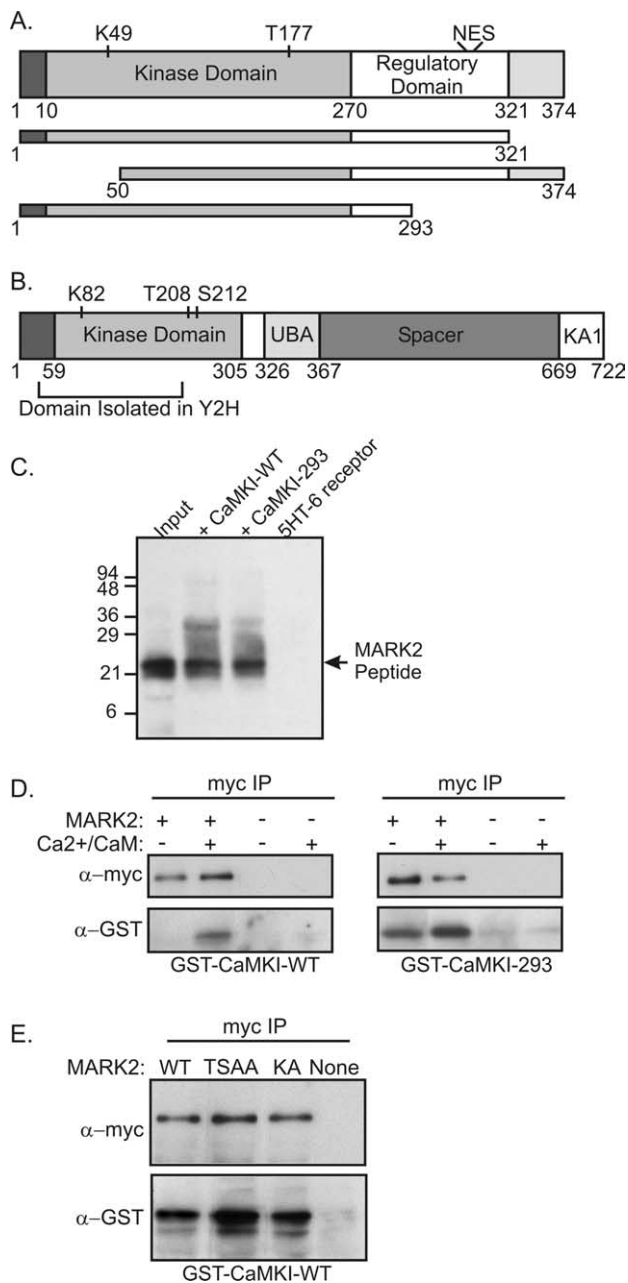 A.
K49 T177 NES
Kinase Domain Regulatory Domain
1 10 270 321 374
1 321
50 374
1 293
B.
K82 T208 S212
Kinase Domain UBA Spacer KA1
1 59 305 326 367 669 722
Domain Isolated in Y2H
C.
Input + CaMKI-WT + CaMKI-293 5HT-6 receptor
94
48
36
29
21
6
MARK2 Peptide
D.
myc IP myc IP
MARK2: + + - - + + - -
Ca2+/CaM: - + - + - + - +
α-myc
α-GST
GST-CaMKI-WT GST-CaMKI-293
E.
myc IP
MARK2: WT TSAA KA None
α-myc
α-GST
GST-CaMKI-WT